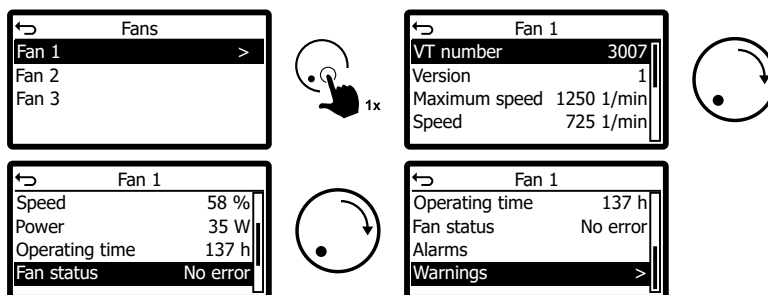 Fans
Fan 1 >
Fan 2
Fan 3
1x
Fan 1
VT number 3007
Version 1
Maximum speed 1250 1/min
Speed 725 1/min
Fan 1
Speed 58 %
Power 35 W
Operating time 137 h
Fan status No error
Fan 1
Operating time 137 h
Fan status No error
Alarms
Warnings >